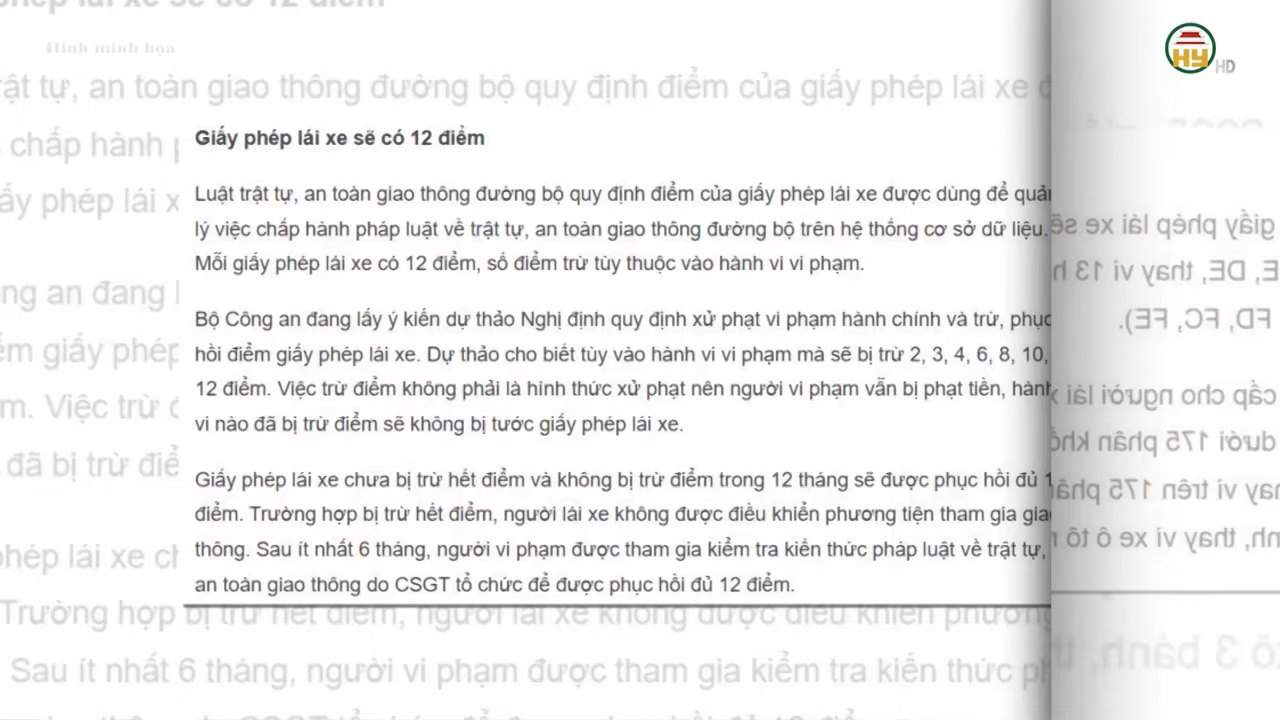 Hình minh họa
HY
HD
Giấy phép lái xe sẽ có 12 điểm
Luật trật tự, an toàn giao thông đường bộ quy định điểm của giấy phép lái xe được dùng để quản
lý việc chấp hành pháp luật về trật tự, an toàn giao thông đường bộ trên hệ thống cơ sở dữ liệu.
Mỗi giấy phép lái xe có 12 điểm, số điểm trừ tùy thuộc vào hành vi vi phạm.
Bộ Công an đang lấy ý kiến dự thảo Nghị định quy định xử phạt vi phạm hành chính và trừ, phục
hồi điểm giấy phép lái xe. Dự thảo cho biết tùy vào hành vi vi phạm mà sẽ bị trừ 2, 3, 4, 6, 8, 10,
12 điểm. Việc trừ điểm không phải là hình thức xử phạt nên người vi phạm vẫn bị phạt tiền, hành
vi nào đã bị trừ điểm sẽ không bị tước giấy phép lái xe.
Giấy phép lái xe chưa bị trừ hết điểm và không bị trừ điểm trong 12 tháng sẽ được phục hồi đủ
điểm. Trường hợp bị trừ hết điểm, người lái xe không được điều khiển phương tiện tham gia giao
thông. Sau ít nhất 6 tháng, người vi phạm được tham gia kiểm tra kiến thức pháp luật về trật tự,
an toàn giao thông do CSGT tổ chức để được phục hồi đủ 12 điểm.